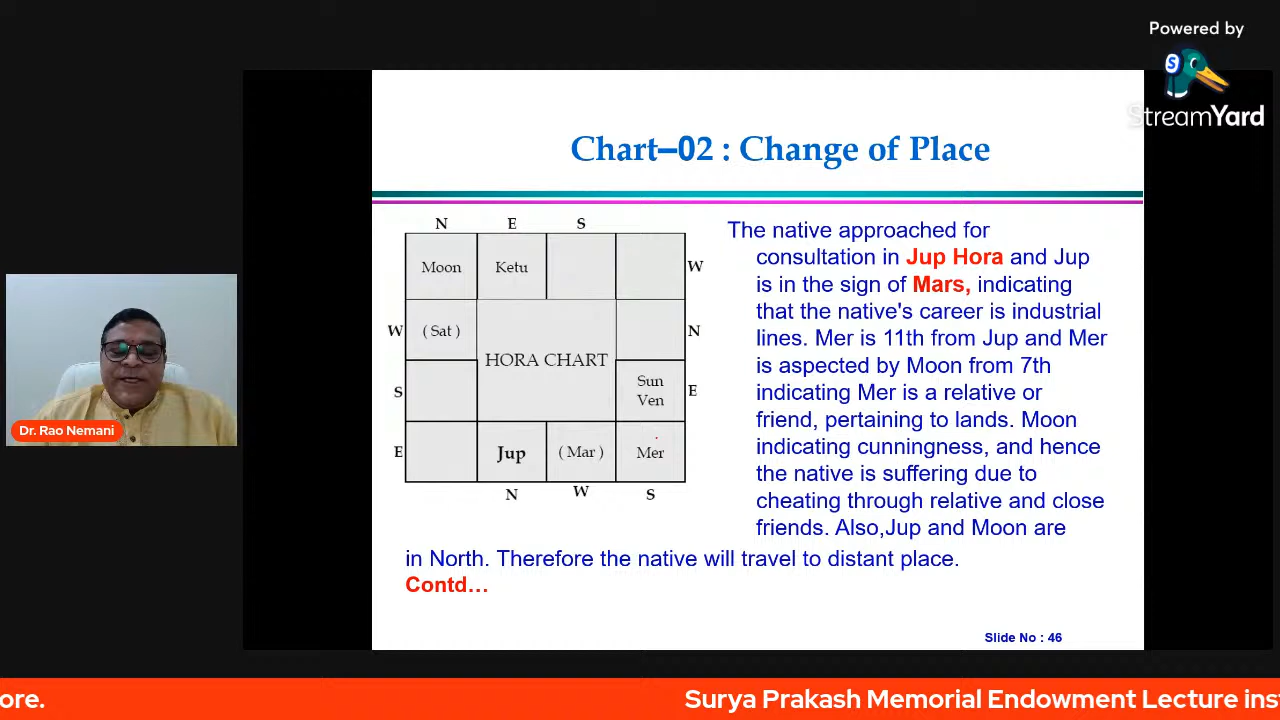 Powered by
StreamYard
Chart–02 : Change of Place
N E S
Moon Ketu
W
W
( Sat )
N
HORA CHART
S
Sun
Ven
E
E
Jup
( Mar )
Mer
N W S
The native approached for
consultation in Jup Hora and Jup
is in the sign of Mars, indicating
that the native's career is industrial
lines. Mer is 11th from Jup and Mer
is aspected by Moon from 7th
indicating Mer is a relative or
friend, pertaining to lands. Moon
indicating cunningness, and hence
the native is suffering due to
cheating through relative and close
friends. Also,Jup and Moon are
in North. Therefore the native will travel to distant place.
Contd…
Slide No : 46
Dr. Rao Nemani
ore. Surya Prakash Memorial Endowment Lecture ins